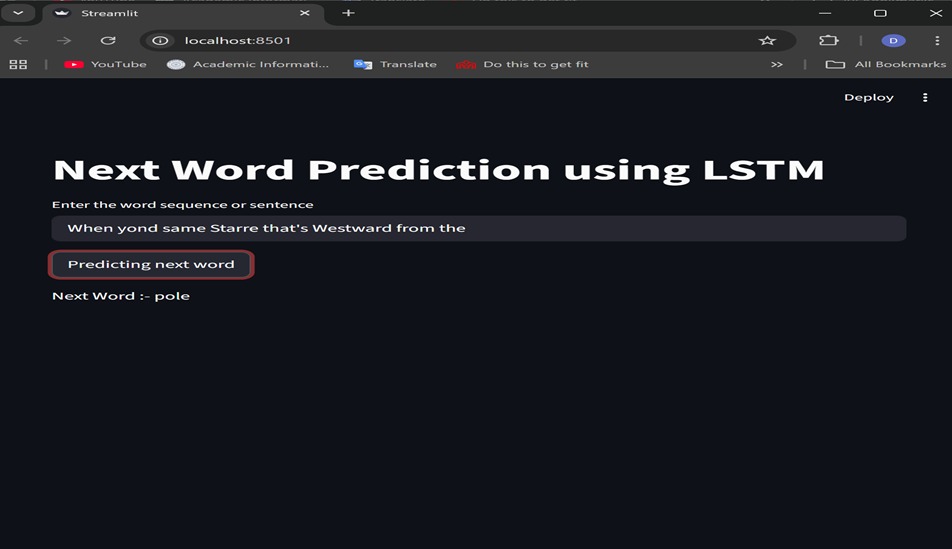 Streamlit
localhost:8501
YouTube
Academic Informati...
Translate
Do this to get fit
All Bookmarks
D
Deploy
Next Word Prediction using LSTM
Enter the word sequence or sentence
When yond same Starre that's Westward from the
Predicting next word
Next Word :- pole